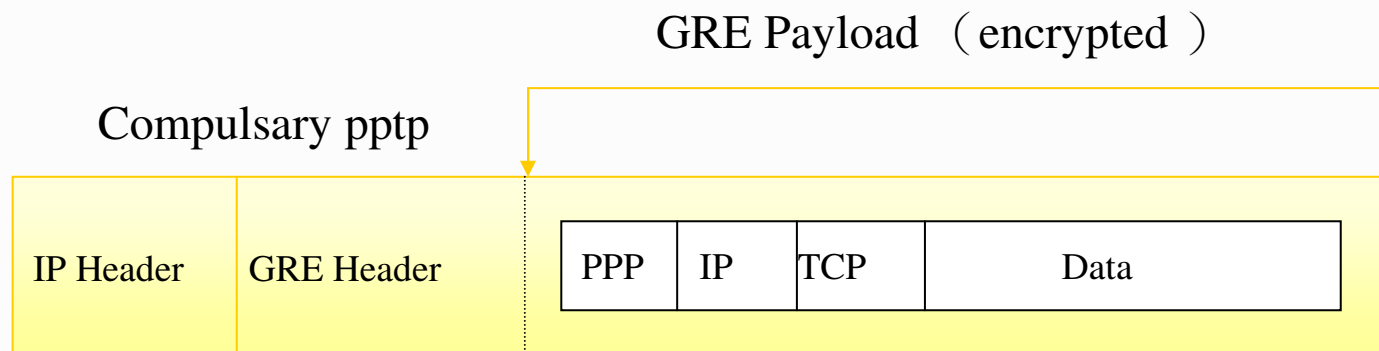 GRE Payload （encrypted ）
Compulsary pptp
IP Header GRE Header PPP IP TCP Data